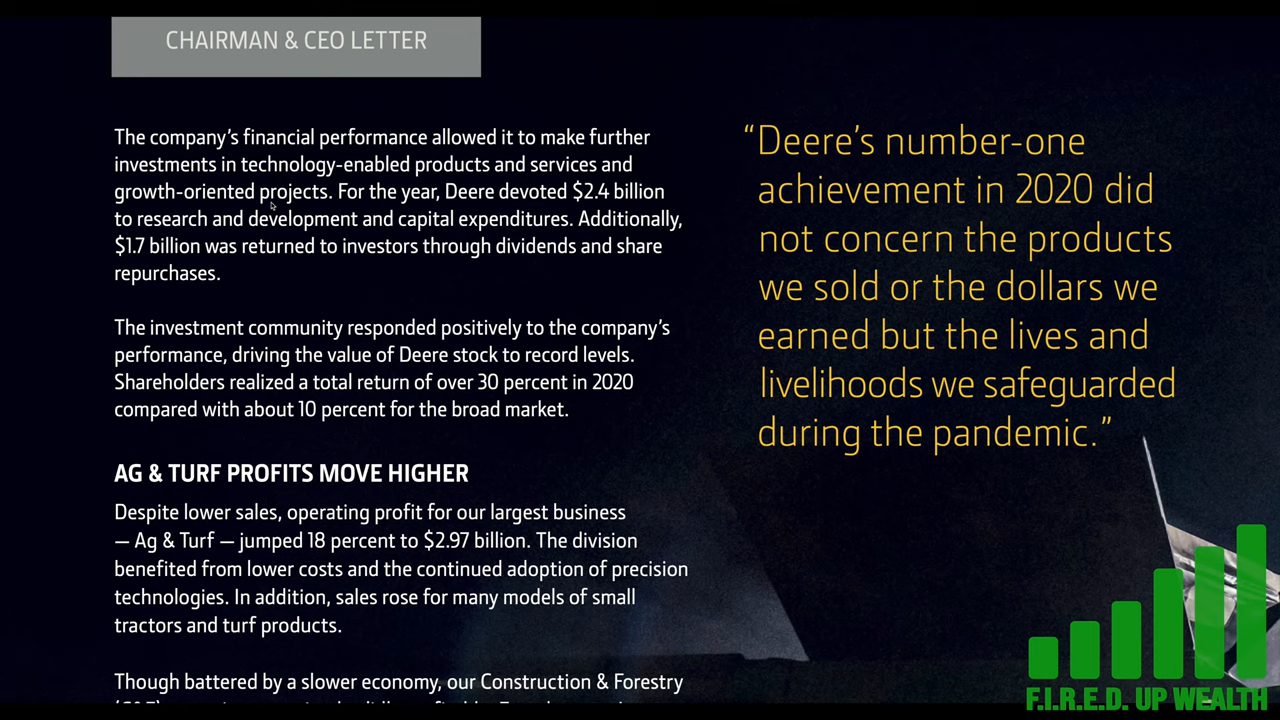 CHAIRMAN & CEO LETTER
The company's financial performance allowed it to make further
investments in technology-enabled products and services and
growth-oriented projects. For the year, Deere devoted $2.4 billion
to research and development and capital expenditures. Additionally,
$1.7 billion was returned to investors through dividends and share
repurchases.
The investment community responded positively to the company's
performance, driving the value of Deere stock to record levels.
Shareholders realized a total return of over 30 percent in 2020
compared with about 10 percent for the broad market.
AG & TURF PROFITS MOVE HIGHER
Despite lower sales, operating profit for our largest business
— Ag & Turf — jumped 18 percent to $2.97 billion. The division
benefited from lower costs and the continued adoption of precision
technologies. In addition, sales rose for many models of small
tractors and turf products.
Though battered by a slower economy, our Construction & Forestry
“Deere's number-one
achievement in 2020 did
not concern the products
we sold or the dollars we
earned but the lives and
livelihoods we safeguarded
during the pandemic.”
F.I.R.E.D. UP WEALTH